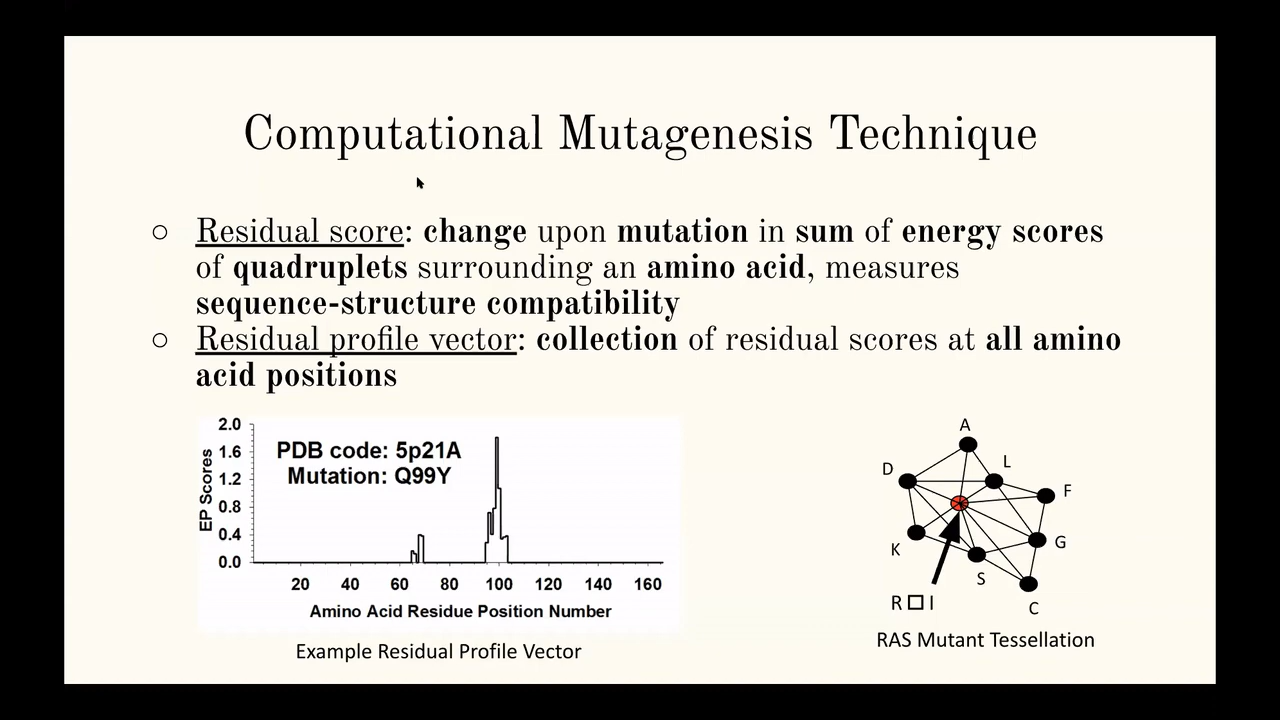 Computational Mutagenesis Technique
○ Residual score: change upon mutation in sum of energy scores
of quadruplets surrounding an amino acid, measures
sequence-structure compatibility
○ Residual profile vector: collection of residual scores at all amino
acid positions
2.0
1.6
1.2
0.8
0.4
0.0
EP Scores
PDB code: 5p21A
Mutation: Q99Y
20 40 60 80 100 120 140 160
Amino Acid Residue Position Number
Example Residual Profile Vector
A
D
L
F
K
G
S
R □ I
C
RAS Mutant Tessellation